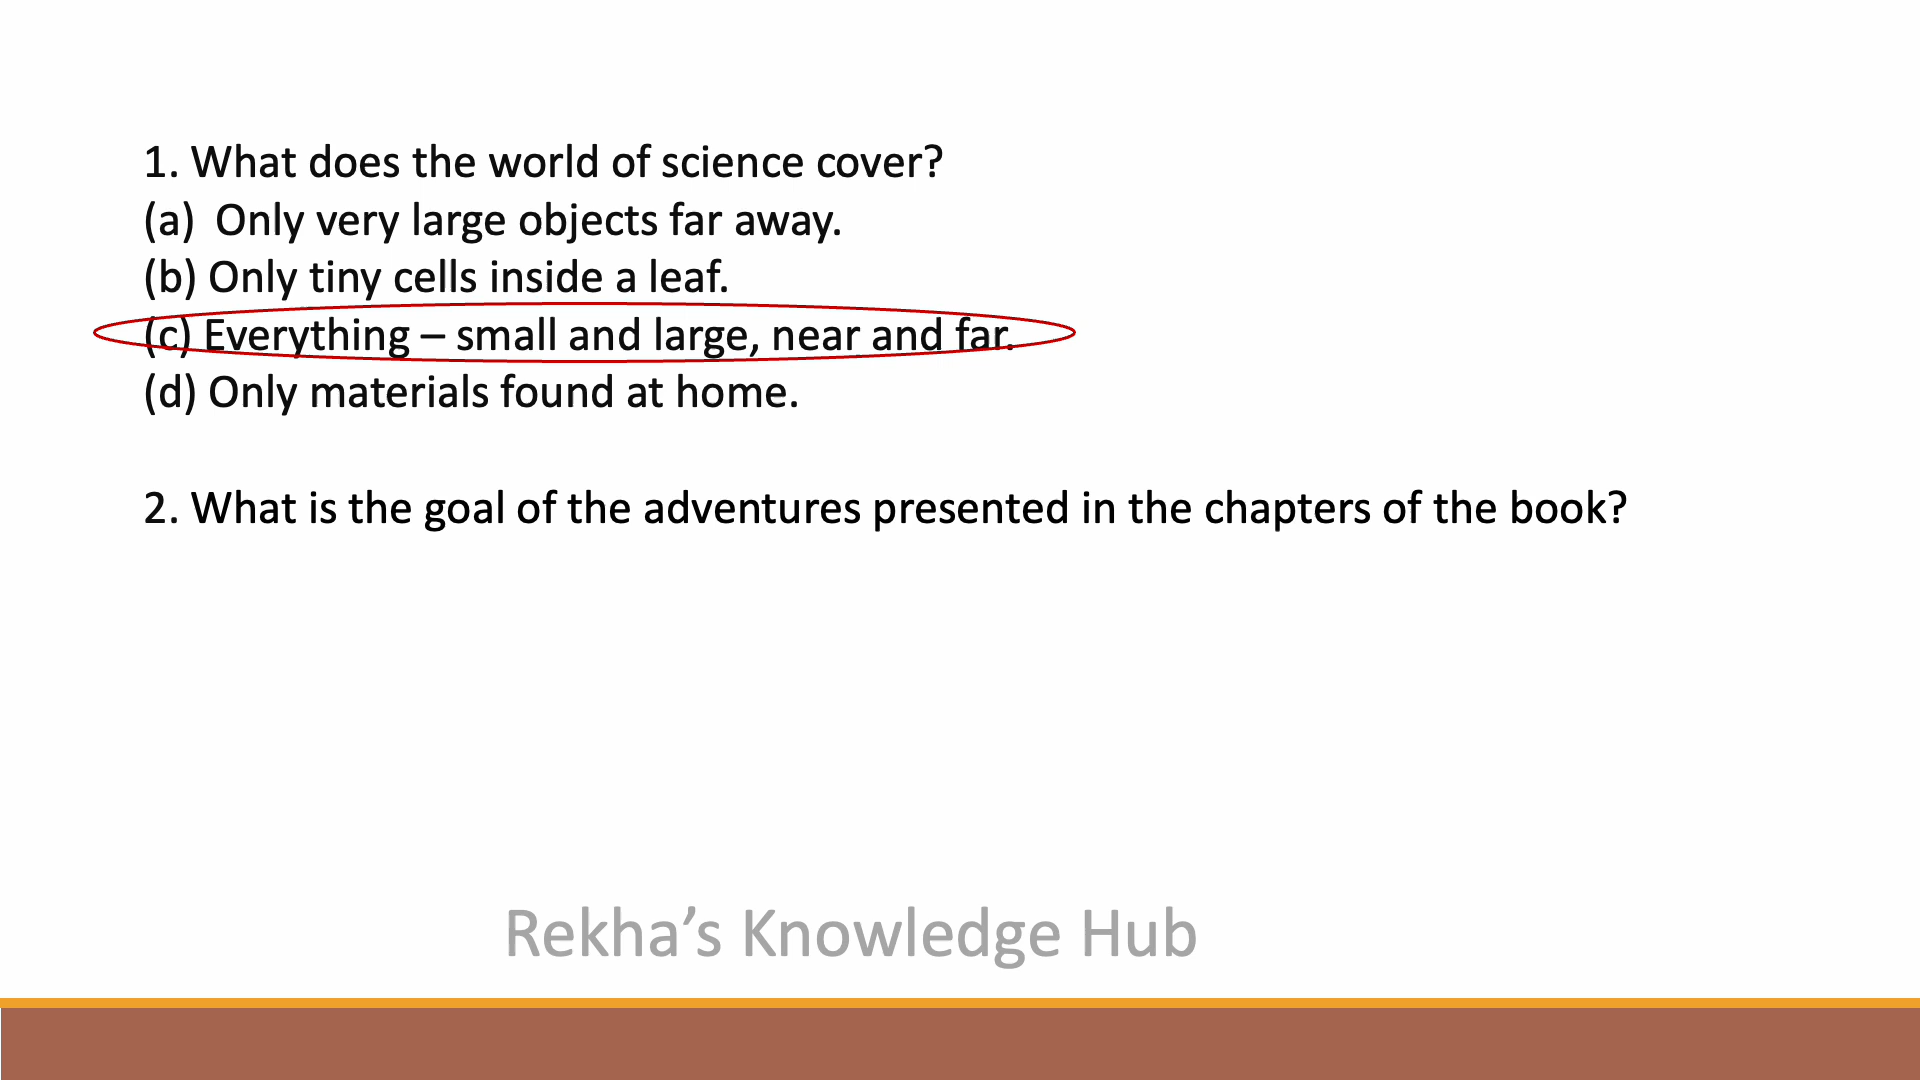 1. What does the world of science cover?
(a) Only very large objects far away.
(b) Only tiny cells inside a leaf.
(c) Everything – small and large, near and far.
(d) Only materials found at home.
2. What is the goal of the adventures presented in the chapters of the book?
Rekha’s Knowledge Hub